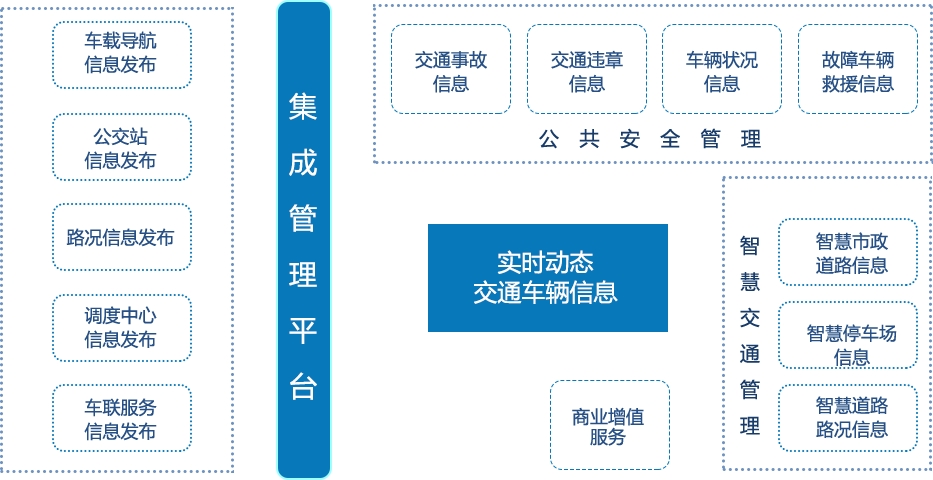 车载导航
信息发布
公交站
信息发布
路况信息发布
调度中心
信息发布
车联服务
信息发布
集成管理平台
交通事故
信息
交通违章
信息
车辆状况
信息
故障车辆
救援信息
公共安全管理
实时动态
交通车辆信息
商业增值
服务
智慧交通管理
智慧市政
道路信息
智慧停车场
信息
智慧道路
路况信息